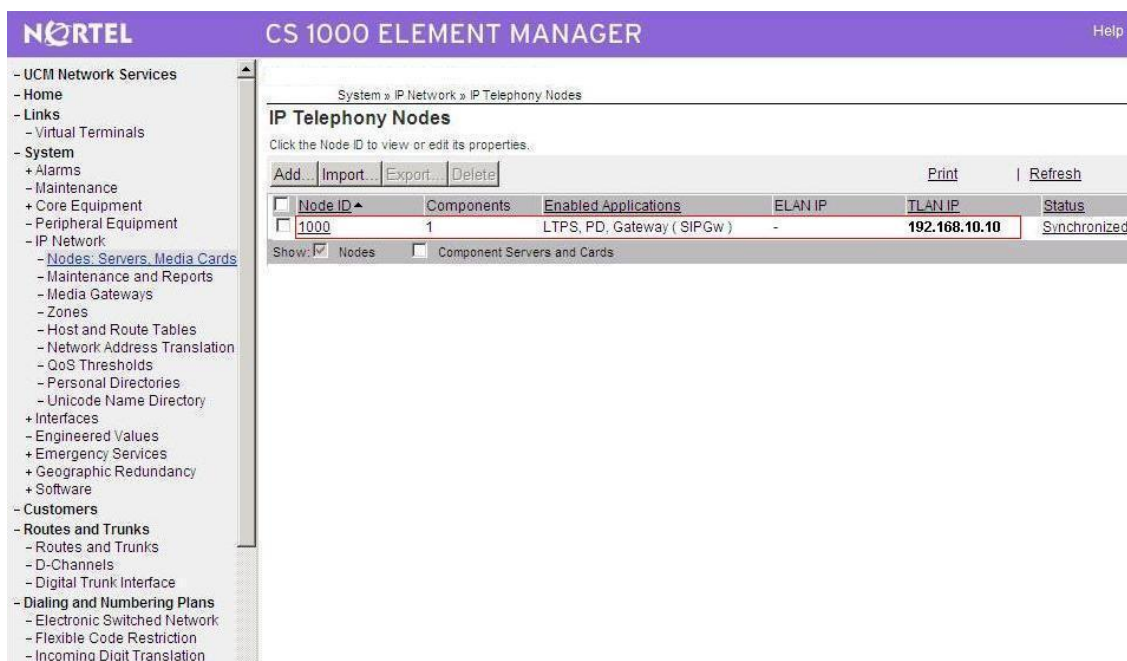 NORTEL
CS 1000 ELEMENT MANAGER
Help
- UCM Network Services
- Home
- Links
- Virtual Terminals
- System
+ Alarms
- Maintenance
+ Core Equipment
- Peripheral Equipment
- IP Network
- Nodes: Servers, Media Cards
- Maintenance and Reports
- Media Gateways
- Zones
- Host and Route Tables
- Network Address Translation
- QoS Thresholds
- Personal Directories
- Unicode Name Directory
+ Interfaces
- Engineered Values
+ Emergency Services
+ Geographic Redundancy
+ Software
- Customers
- Routes and Trunks
- Routes and Trunks
- D-Channels
- Digital Trunk Interface
- Dialing and Numbering Plans
- Electronic Switched Network
- Flexible Code Restriction
- Incoming Digit Translation
System » IP Network » IP Telephony Nodes
IP Telephony Nodes
Click the Node ID to view or edit its properties.
Add... Import... Export... Delete Print | Refresh
Node ID Components Enabled Applications ELAN IP TLAN IP Status
1000 1 LTPS, PD, Gateway ( SIPGw ) - 192.168.10.10 Synchronized
Show: Nodes Component Servers and Cards